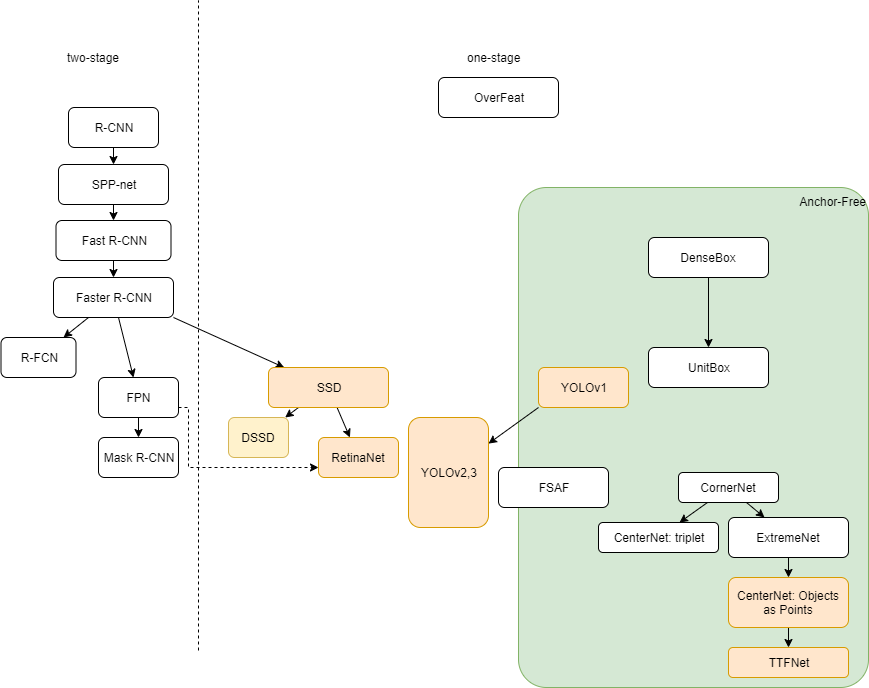 two-stage
one-stage
OverFeat
R-CNN
SPP-net
Anchor-Free
Fast R-CNN
DenseBox
Faster R-CNN
R-FCN
UnitBox
SSD
YOLOv1
FPN
DSSD
Mask R-CNN
RetinaNet
YOLOv2,3
FSAF
CornerNet
CenterNet: triplet
ExtremeNet
CenterNet: Objects
as Points
TTFNet